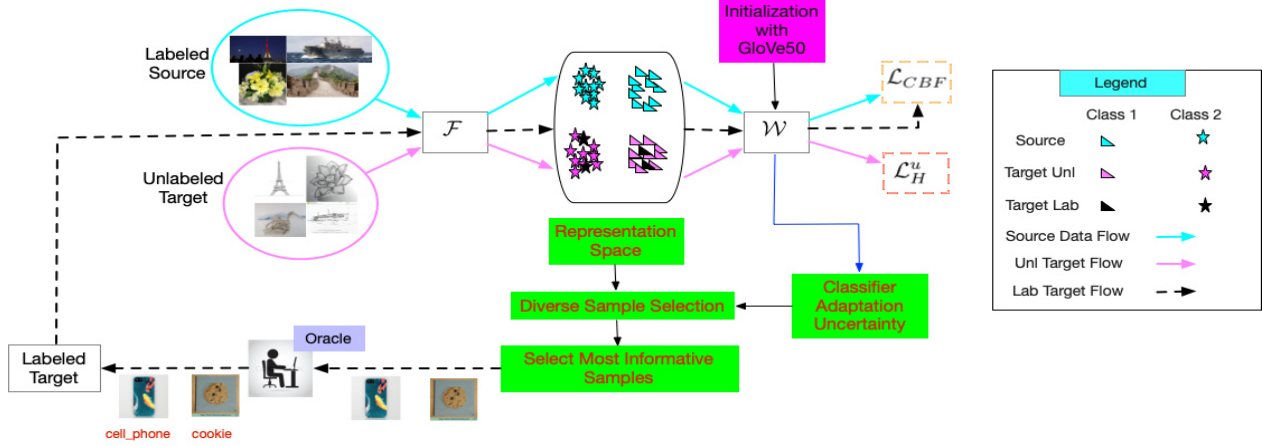 Initialization
with
GloVe50
Labeled
Source
Unlabeled
Target
F
W
L_CBF
L_H^u
Legend
Class 1
Class 2
Source
Target Unl
Target Lab
Source Data Flow
Unl Target Flow
Lab Target Flow
Representation
Space
Diverse Sample Selection
Classifier
Adaptation
Uncertainty
Select Most Informative
Samples
Oracle
Labeled
Target
cell_phone
cookie